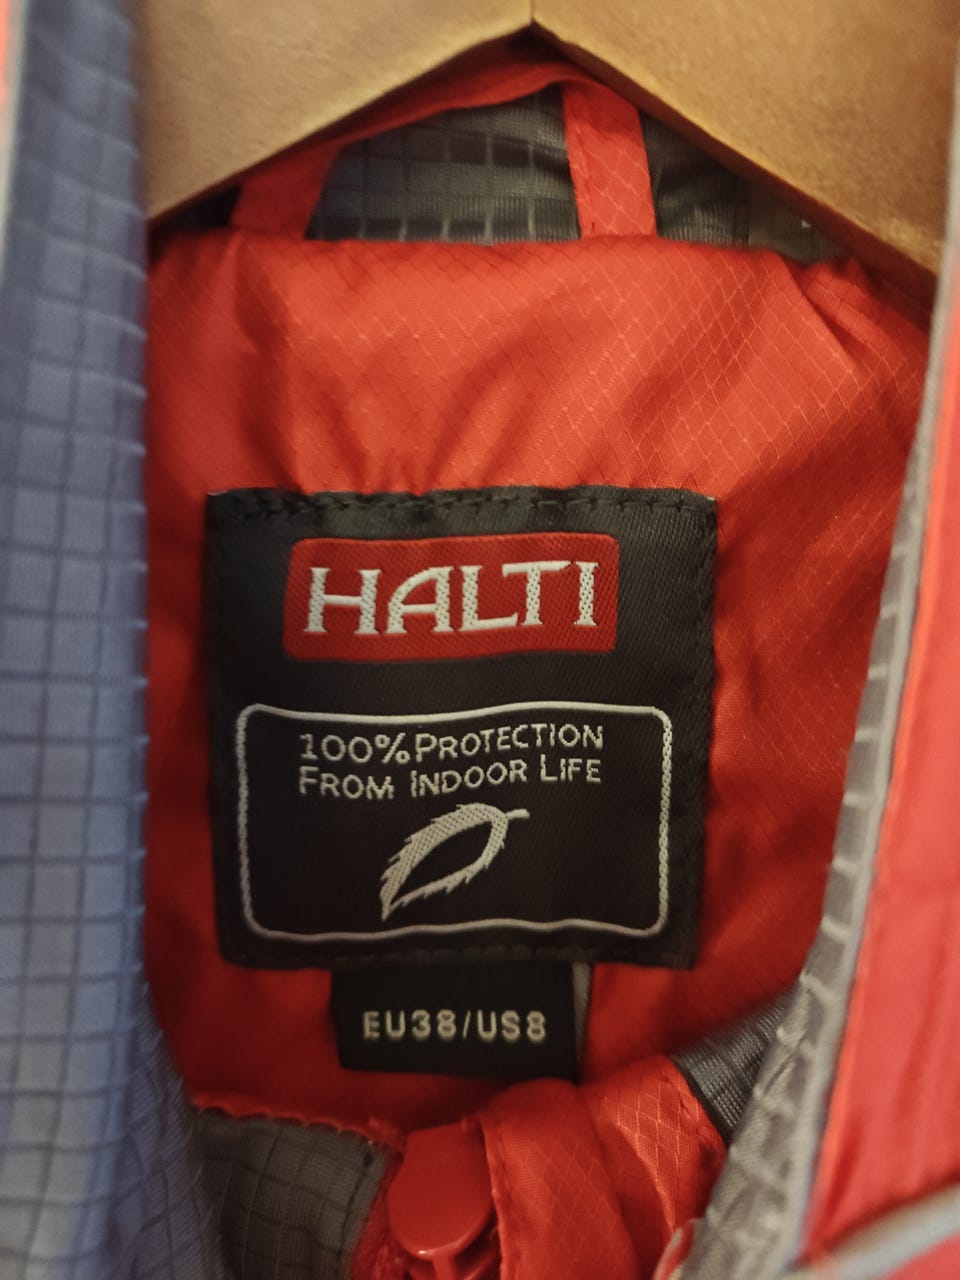 HALTI
100% PROTECTION
FROM INDOOR LIFE
EU38/US8